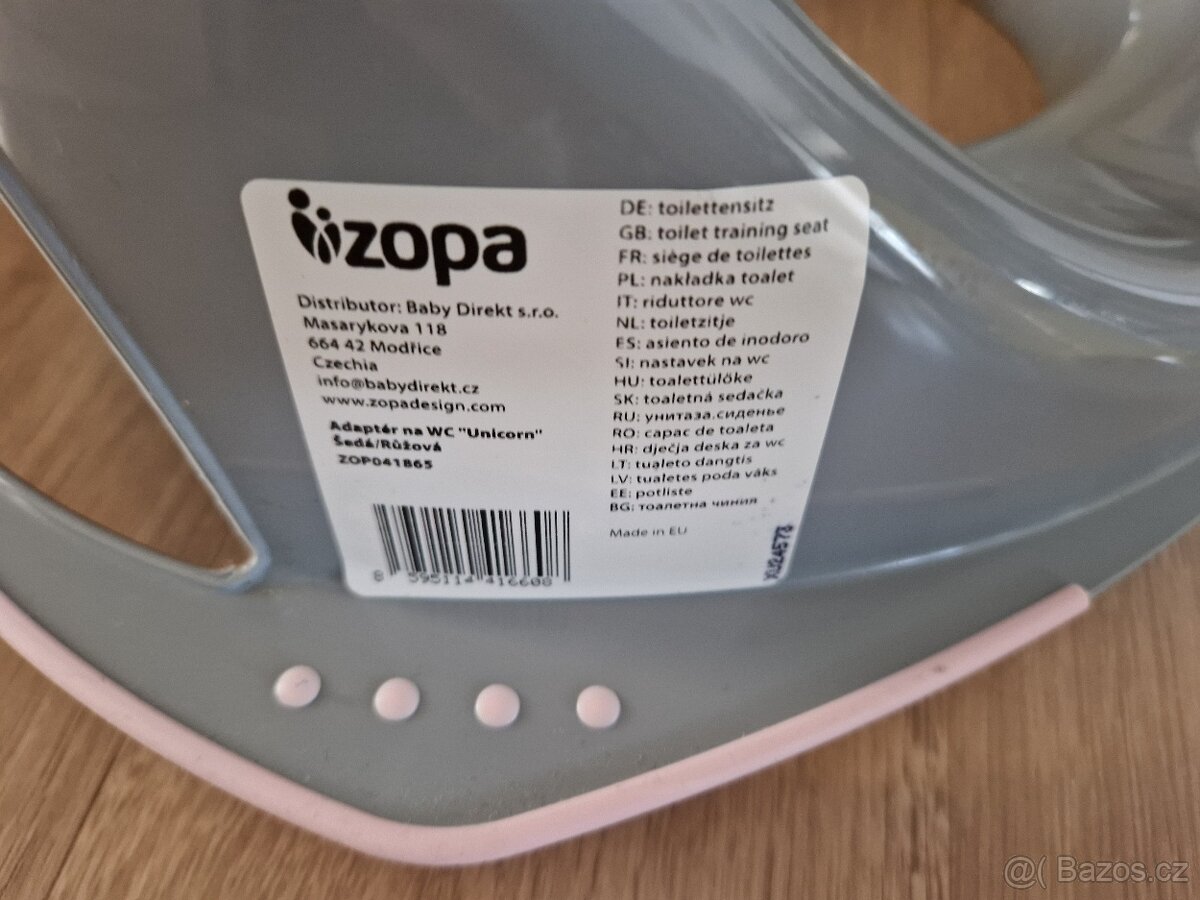 zopa
Distributor: Baby Direkt s.r.o.
Masarykova 118
664 42 Modřice
Czechia
info@babydirekt.cz
www.zopadesign.com
Adaptér na WC "Unicorn"
Šedá/Růžová
ZOP041865
8 595114 416608
DE: toilettensitz
GB: toilet training seat
FR: siège de toilettes
PL: nakładka toalet
IT: riduttore wc
NL: toiletzitje
ES: asiento de inodoro
SI: nastavek na wc
HU: toalettülőke
SK: toaletná sedačka
RU: унитаза.сиденье
RO: capac de toaleta
HR: dječja deska za wc
LT: tualeto dangtis
LV: tualetes poda vāks
EE: potliste
BG: тоалетна чиния
Made in EU
XU24573
@( Bazos.cz